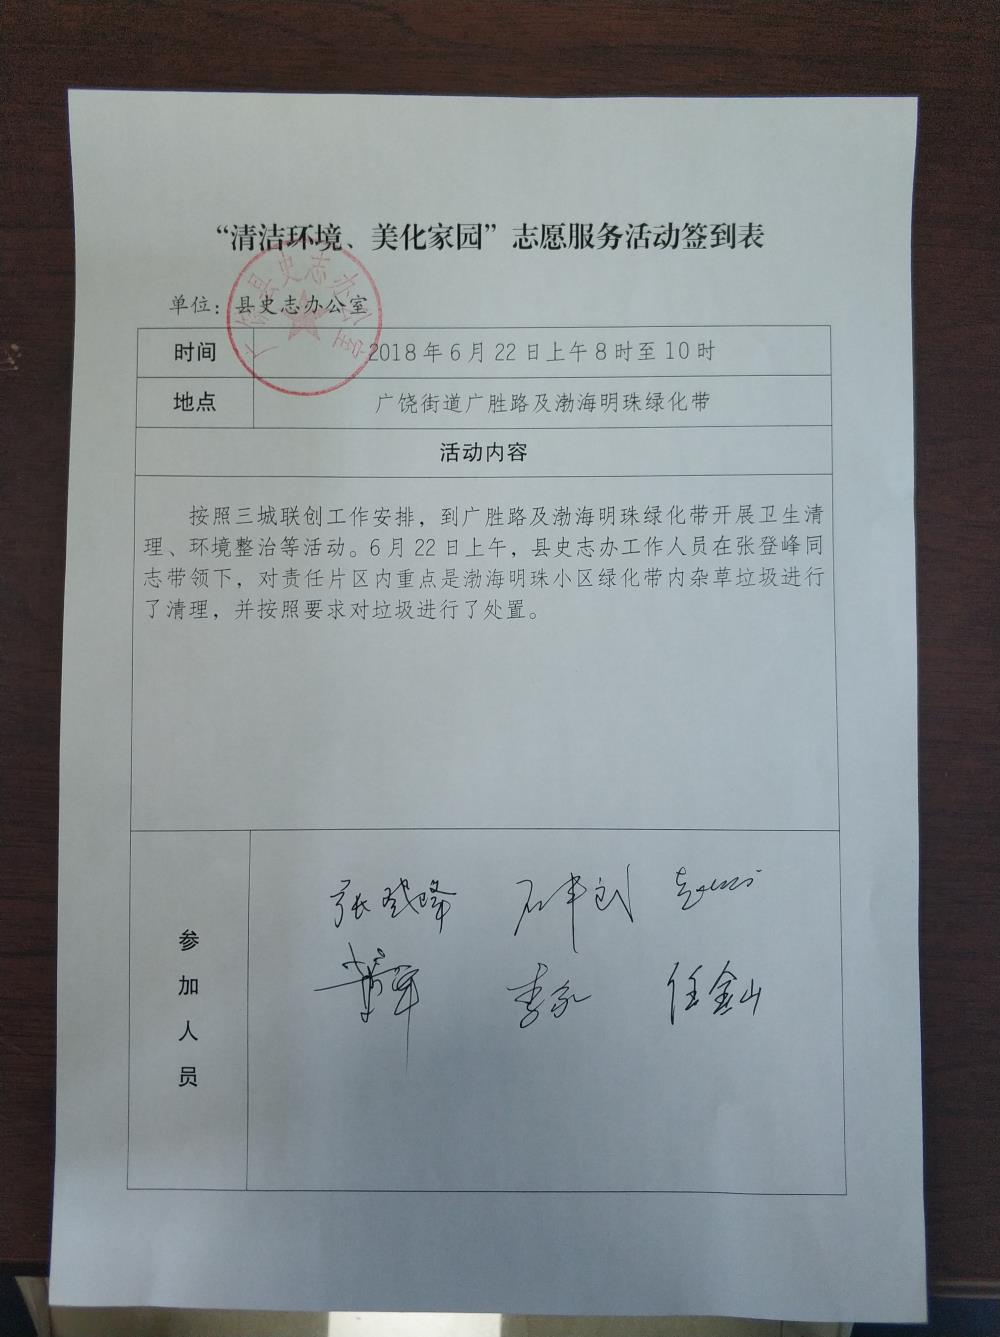 “清洁环境、美化家园”志愿服务活动签到表
单位：县史志办公室
广饶县史志办公室
时间 2018年6月22日上午8时至10时
地点 广饶街道广胜路及渤海明珠绿化带
活动内容
按照三城联创工作安排，到广胜路及渤海明珠绿化带开展卫生清
理、环境整治等活动。6月22日上午，县史志办工作人员在张登峰同
志带领下，对责任片区内重点是渤海明珠小区绿化带内杂草垃圾进行
了清理，并按照要求对垃圾进行了处置。
参加人员
张登峰
任金山